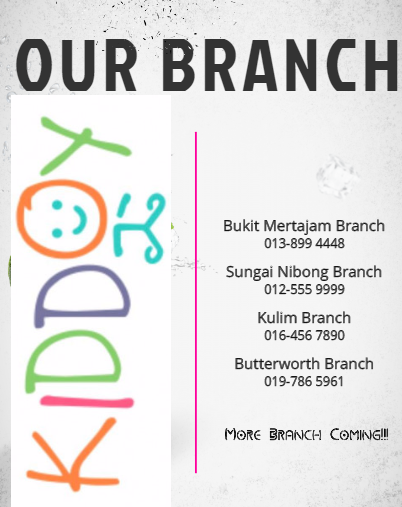 OUR BRANCH
KIDDOY
Bukit Mertajam Branch
013-899 4448
Sungai Nibong Branch
012-555 9999
Kulim Branch
016-456 7890
Butterworth Branch
019-786 5961
More Branch Coming!!!